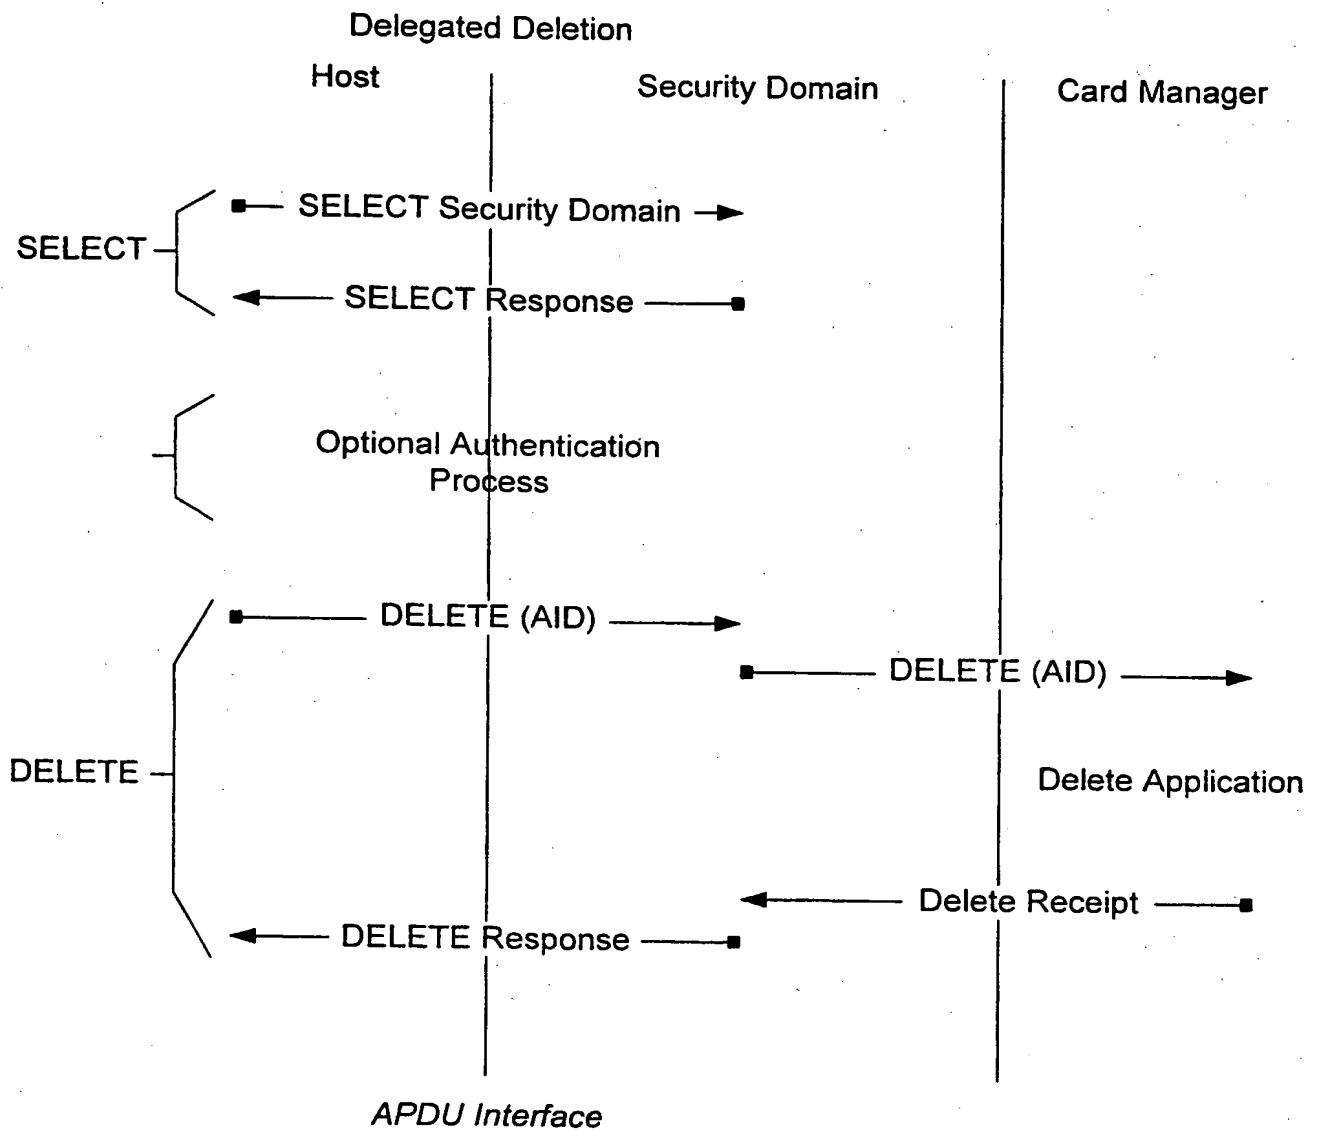 Delegated Deletion
Host
Security Domain
Card Manager
SELECT Security Domain
SELECT
SELECT Response
Optional Authentication
Process
DELETE (AID)
DELETE (AID)
DELETE
Delete Application
Delete Receipt
DELETE Response
APDU Interface